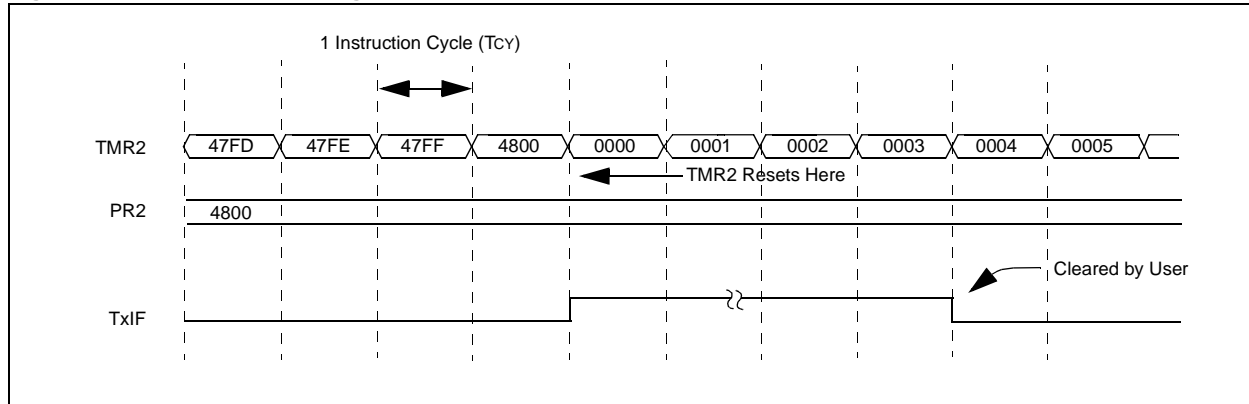 1 Instruction Cycle (TCY)
TMR2 47FD 47FE 47FF 4800 0000 0001 0002 0003 0004 0005
TMR2 Resets Here
PR2 4800
Cleared by User
TxIF